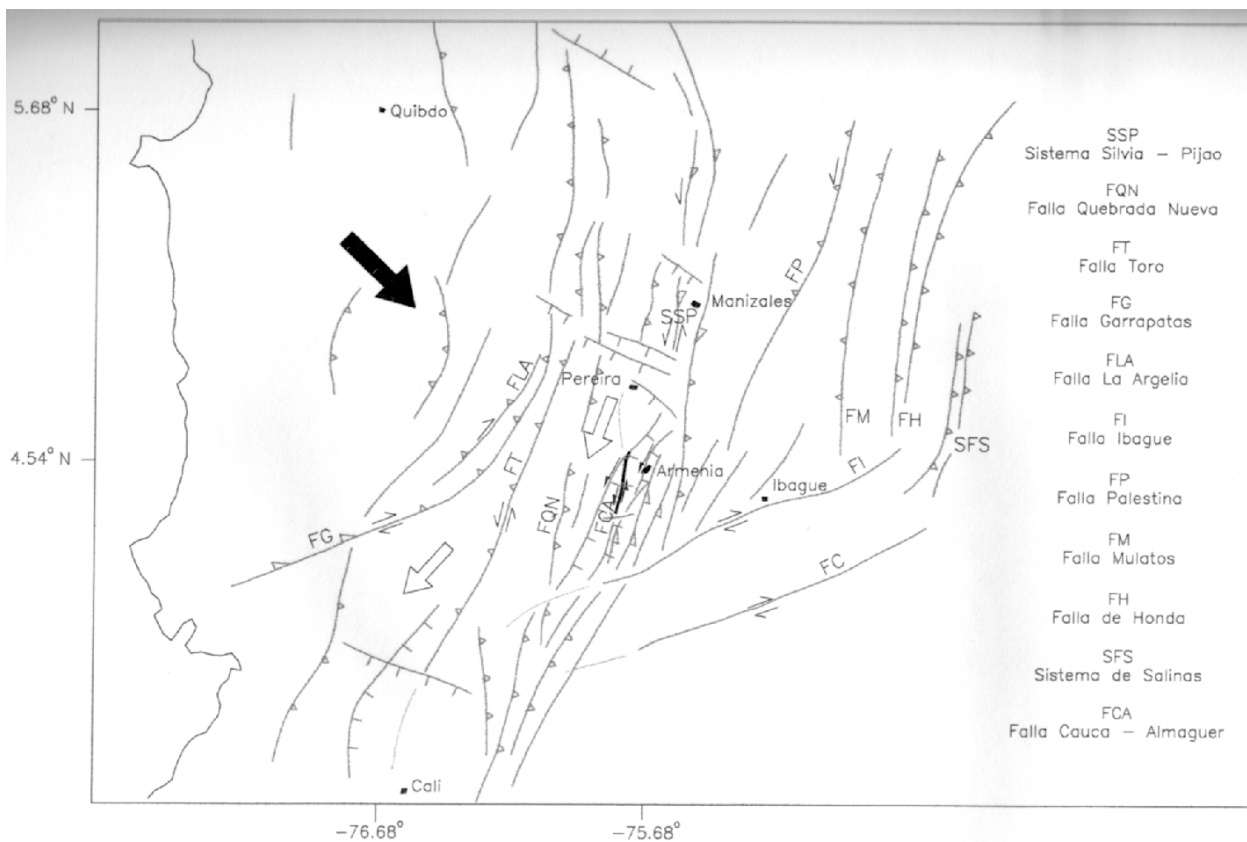 5.68° N
Quibdo
Manizales
SSP
FP
Pereira
FLA
FM
FH
SFS
4.54° N
FT
Armenia
FI
Ibague
FQN
FCA
FG
FC
Cali
-76.68°
-75.68°
SSP
Sistema Silvia - Pijao
FQN
Falla Quebrada Nueva
FT
Falla Toro
FG
Falla Garrapatas
FLA
Falla La Argelia
FI
Falla Ibague
FP
Falla Palestina
FM
Falla Mulatos
FH
Falla de Honda
SFS
Sistema de Salinas
FCA
Falla Cauca - Almaguer